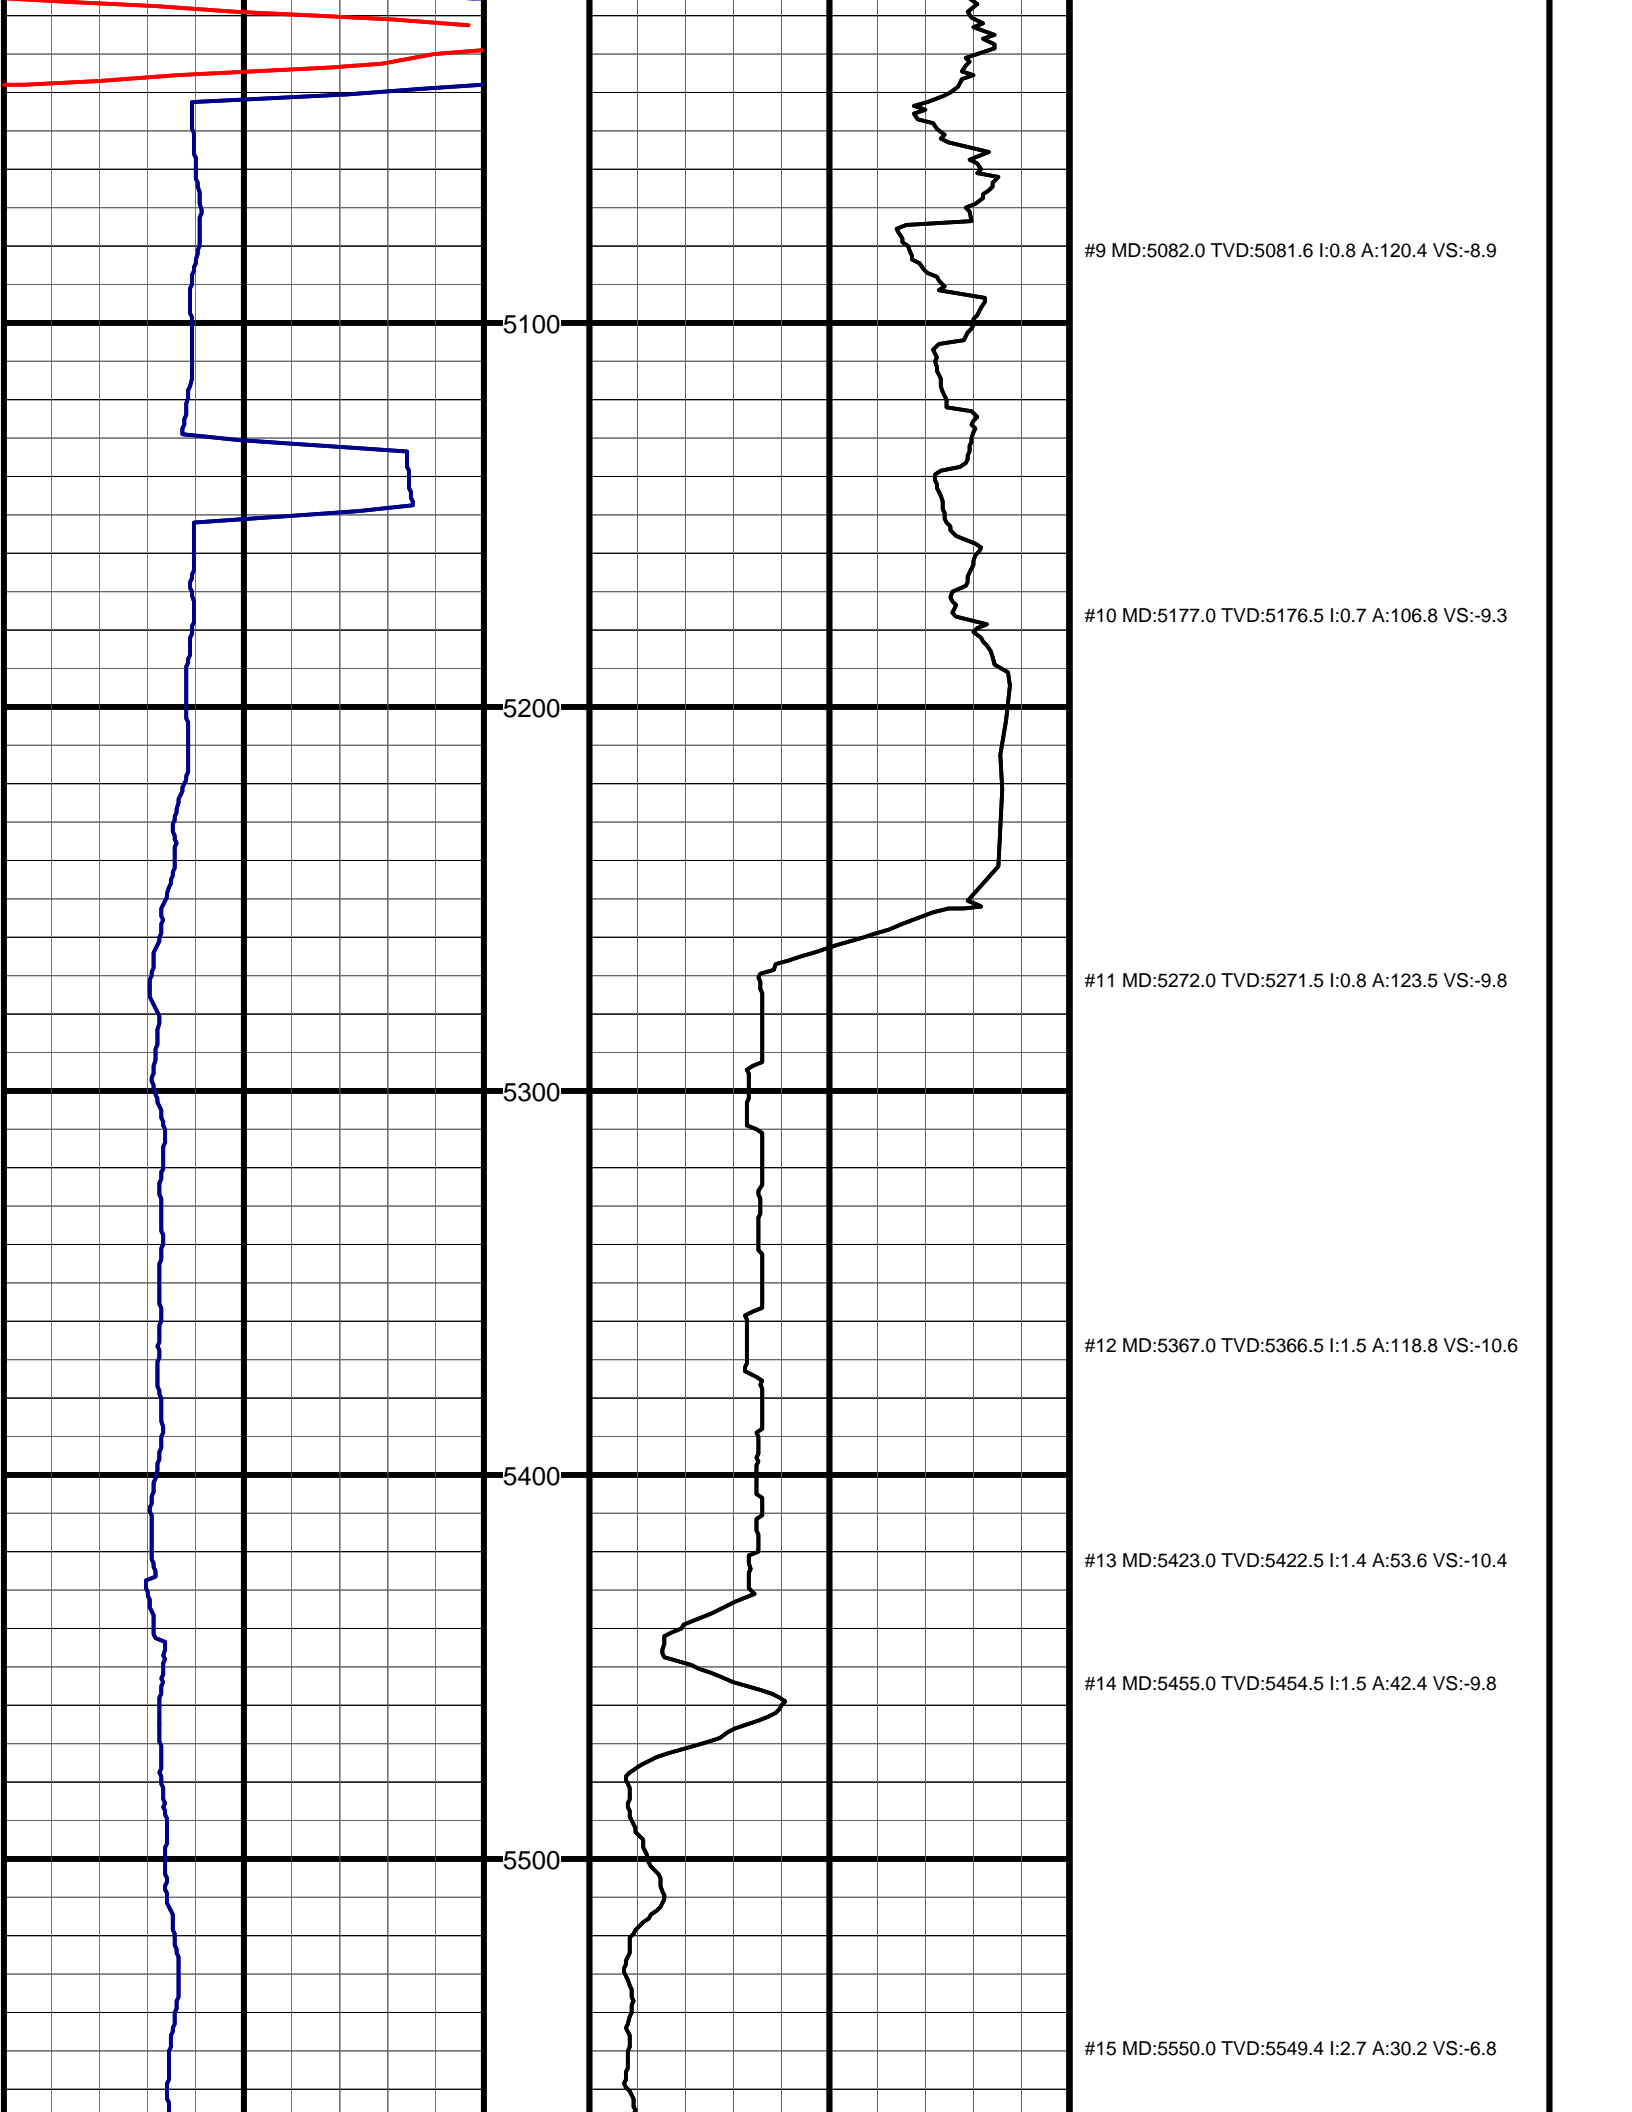 #9 MD:5082.0 TVD:5081.6 I:0.8 A:120.4 VS:-8.9
5100
#10 MD:5177.0 TVD:5176.5 I:0.7 A:106.8 VS:-9.3
5200
#11 MD:5272.0 TVD:5271.5 I:0.8 A:123.5 VS:-9.8
5300
#12 MD:5367.0 TVD:5366.5 I:1.5 A:118.8 VS:-10.6
5400
#13 MD:5423.0 TVD:5422.5 I:1.4 A:53.6 VS:-10.4
#14 MD:5455.0 TVD:5454.5 I:1.5 A:42.4 VS:-9.8
5500
#15 MD:5550.0 TVD:5549.4 I:2.7 A:30.2 VS:-6.8